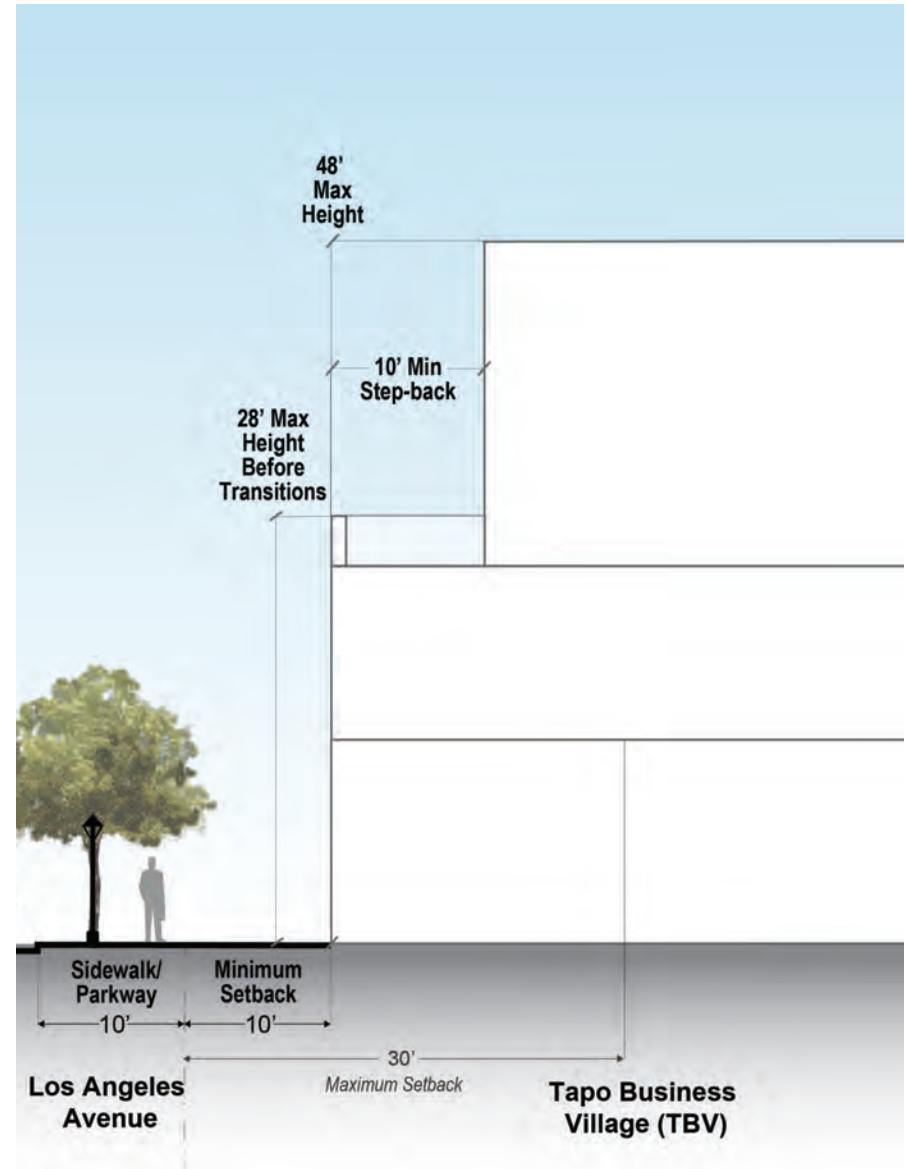 48'
Max
Height
10' Min
Step-back
28' Max
Height
Before
Transitions
Sidewalk/
Parkway
10'
Minimum
Setback
10'
30'
Maximum Setback
Los Angeles
Avenue
Tapo Business
Village (TBV)